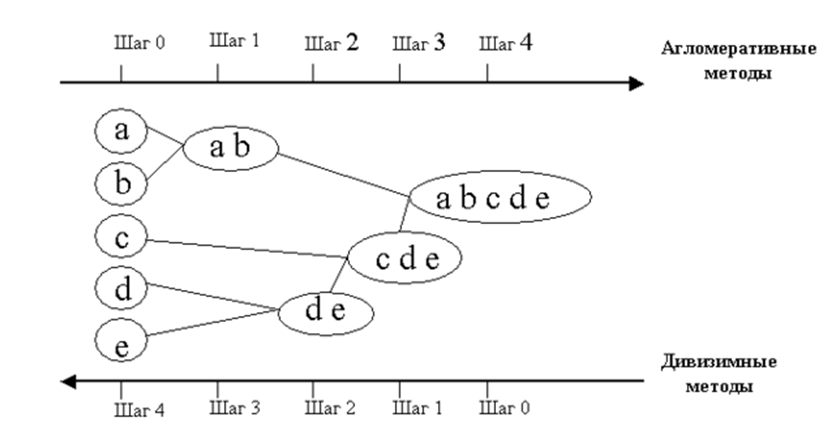 Шаг 0 Шаг 1 Шаг 2 Шаг 3 Шаг 4
Агломеративные
методы
a
a b
b
a b c d e
c
c d e
d
d e
e
Дивизимные
методы
Шаг 4 Шаг 3 Шаг 2 Шаг 1 Шаг 0